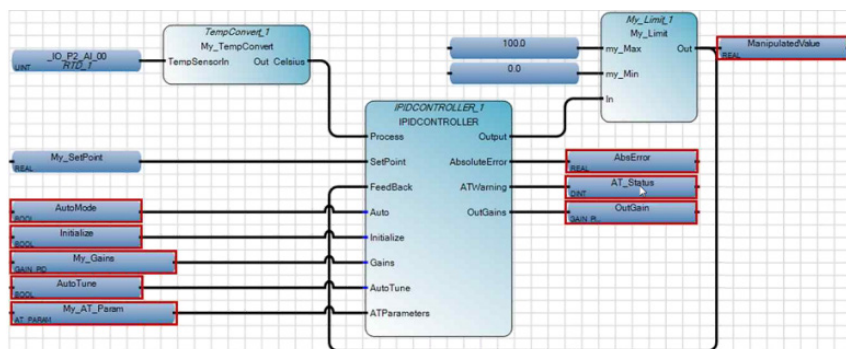 TempConvert_1
My_TempConvert
TempSensorIn
Out_Celsius
_IO_P2_AI_00
RTD_1
UINT
My_Limit_1
My_Limit
my_Max
Out
my_Min
In
100.0
0.0
ManipulatedValue
REAL
IPIDCONTROLLER_1
IPIDCONTROLLER
Process
Output
SetPoint
AbsoluteError
FeedBack
ATWarning
Auto
OutGains
Initialize
Gains
AutoTune
ATParameters
My_SetPoint
REAL
AutoMode
BOOL
Initialize
BOOL
My_Gains
GAIN_PID
AutoTune
BOOL
My_AT_Param
AT_PARAM
AbsError
REAL
AT_Status
DINT
OutGain
GAIN_PI...